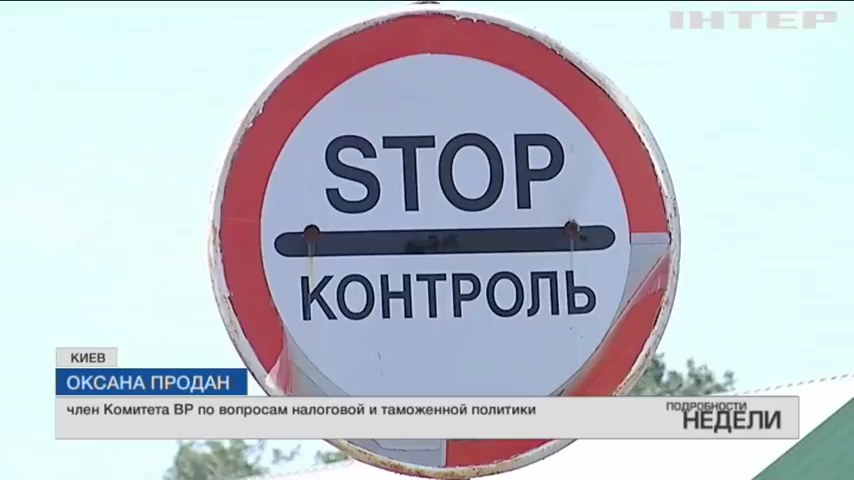 ІНТЕР
STOP
КОНТРОЛЬ
КИЕВ
ОКСАНА ПРОДАН
член Комитета ВР по вопросам налоговой и таможенной политики
ПОДРОБНОСТИ
НЕДЕЛИ